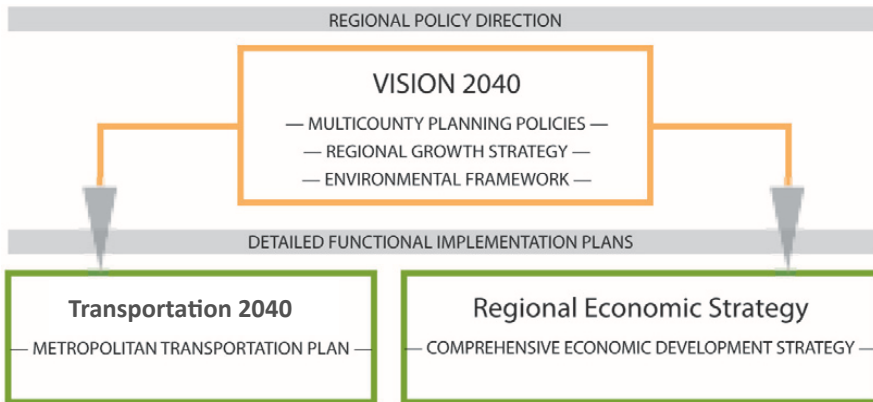 REGIONAL POLICY DIRECTION
VISION 2040
— MULTICOUNTY PLANNING POLICIES —
— REGIONAL GROWTH STRATEGY —
— ENVIRONMENTAL FRAMEWORK —
DETAILED FUNCTIONAL IMPLEMENTATION PLANS
Transportation 2040
— METROPOLITAN TRANSPORTATION PLAN —
Regional Economic Strategy
— COMPREHENSIVE ECONOMIC DEVELOPMENT STRATEGY —